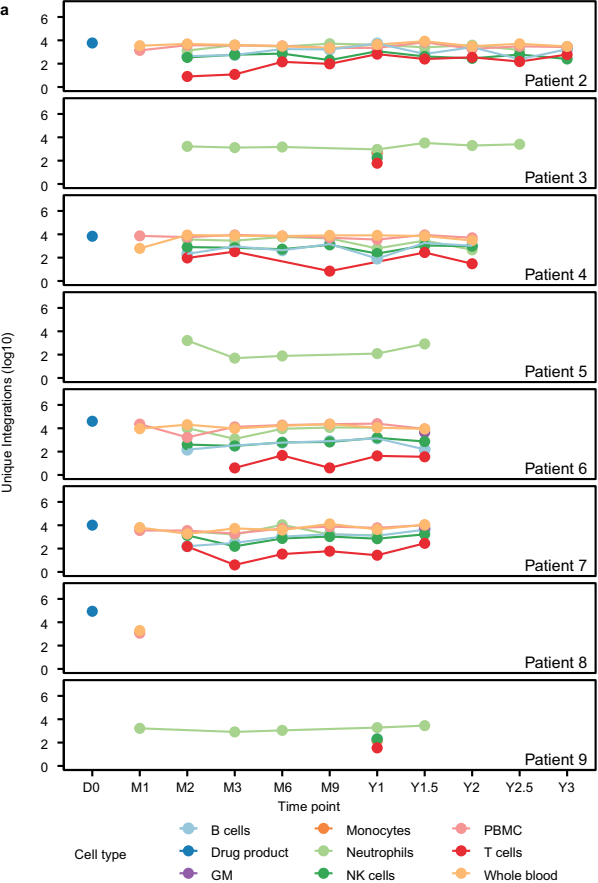 a
6
4
2
0
Patient 2
6
4
2
0
Patient 3
6
4
2
0
Patient 4
6
4
2
0
Patient 5
6
4
2
0
Patient 6
6
4
2
0
Patient 7
6
4
2
0
Patient 8
6
4
2
0
Patient 9
Unique Integrations (log10)
D0 M1 M2 M3 M6 M9 Y1 Y1.5 Y2 Y2.5 Y3
Time point
Cell type
B cells Monocytes PBMC
Drug product Neutrophils T cells
GM NK cells Whole blood